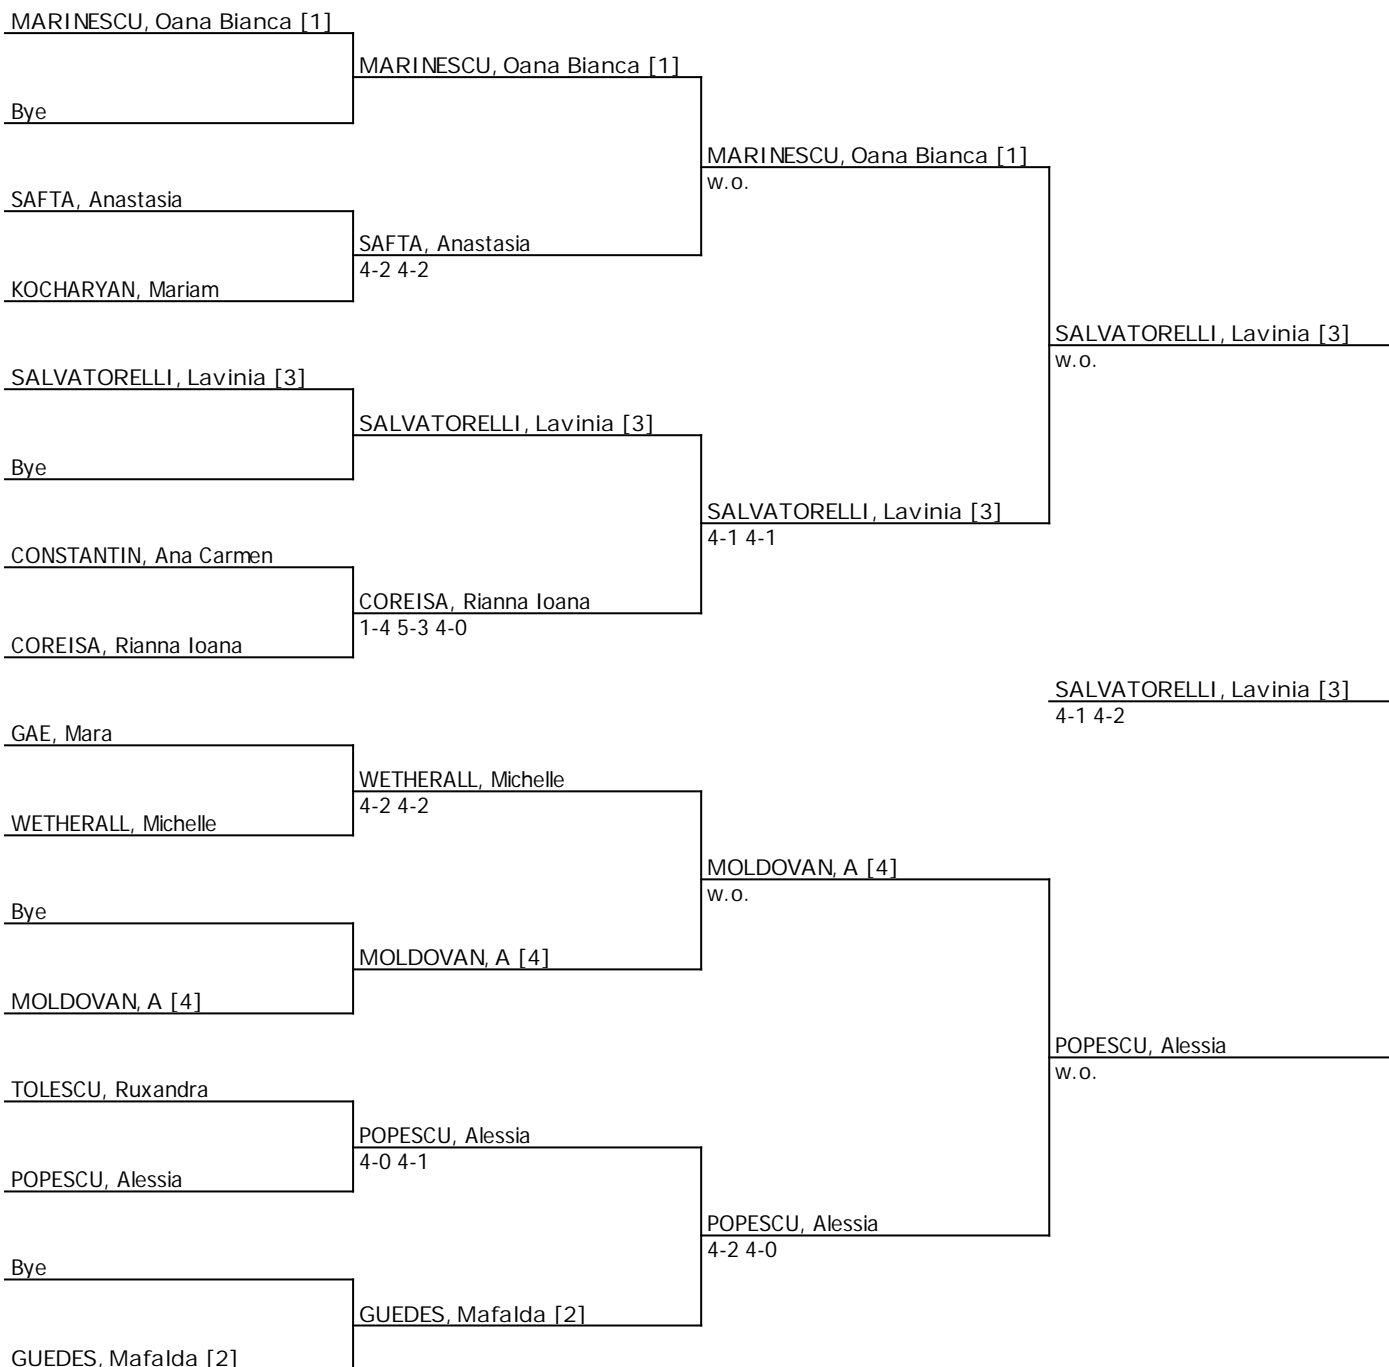 MARINESCU, Oana Bianca [1]
MARINESCU, Oana Bianca [1]
Bye
MARINESCU, Oana Bianca [1]
w.o.
SAFTA, Anastasia
SAFTA, Anastasia
4-2 4-2
KOCHARYAN, Mariam
SALVATORELLI, Lavinia [3]
w.o.
SALVATORELLI, Lavinia [3]
SALVATORELLI, Lavinia [3]
Bye
SALVATORELLI, Lavinia [3]
4-1 4-1
CONSTANTIN, Ana Carmen
COREISA, Rianna Ioana
1-4 5-3 4-0
COREISA, Rianna Ioana
SALVATORELLI, Lavinia [3]
4-1 4-2
GAE, Mara
WETHERALL, Michelle
4-2 4-2
WETHERALL, Michelle
MOLDOVAN, A [4]
w.o.
Bye
MOLDOVAN, A [4]
MOLDOVAN, A [4]
POPESCU, Alessia
w.o.
TOLESCU, Ruxandra
POPESCU, Alessia
4-0 4-1
POPESCU, Alessia
POPESCU, Alessia
4-2 4-0
Bye
GUEDES, Mafalda [2]
GUEDES, Mafalda [2]